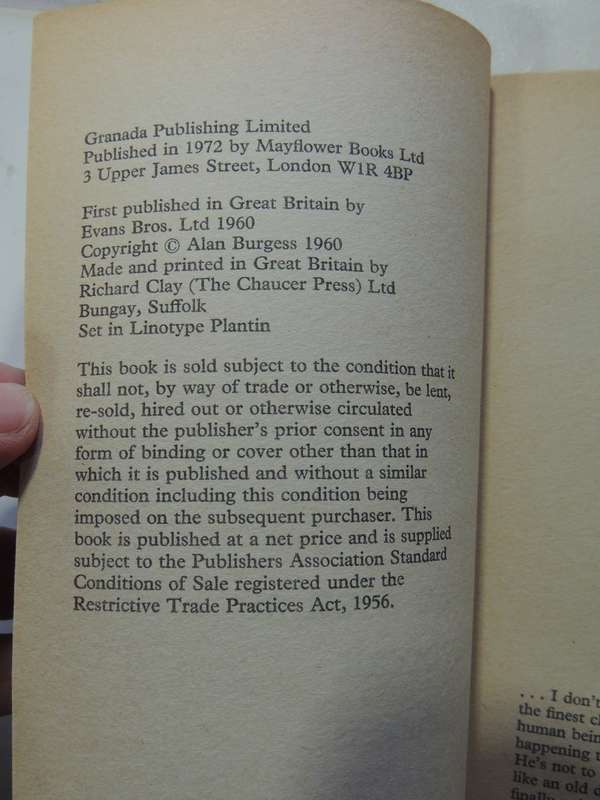 Granada Publishing Limited
Published in 1972 by Mayflower Books Ltd
3 Upper James Street, London W1R 4BP
First published in Great Britain by
Evans Bros. Ltd 1960
Copyright © Alan Burgess 1960
Made and printed in Great Britain by
Richard Clay (The Chaucer Press) Ltd
Bungay, Suffolk
Set in Linotype Plantin
This book is sold subject to the condition that it
shall not, by way of trade or otherwise, be lent,
re-sold, hired out or otherwise circulated
without the publisher's prior consent in any
form of binding or cover other than that in
which it is published and without a similar
condition including this condition being
imposed on the subsequent purchaser. This
book is published at a net price and is supplied
subject to the Publishers Association Standard
Conditions of Sale registered under the
Restrictive Trade Practices Act, 1956.
. . . I don't
the finest
human
happening
He's not to
like an old
finally